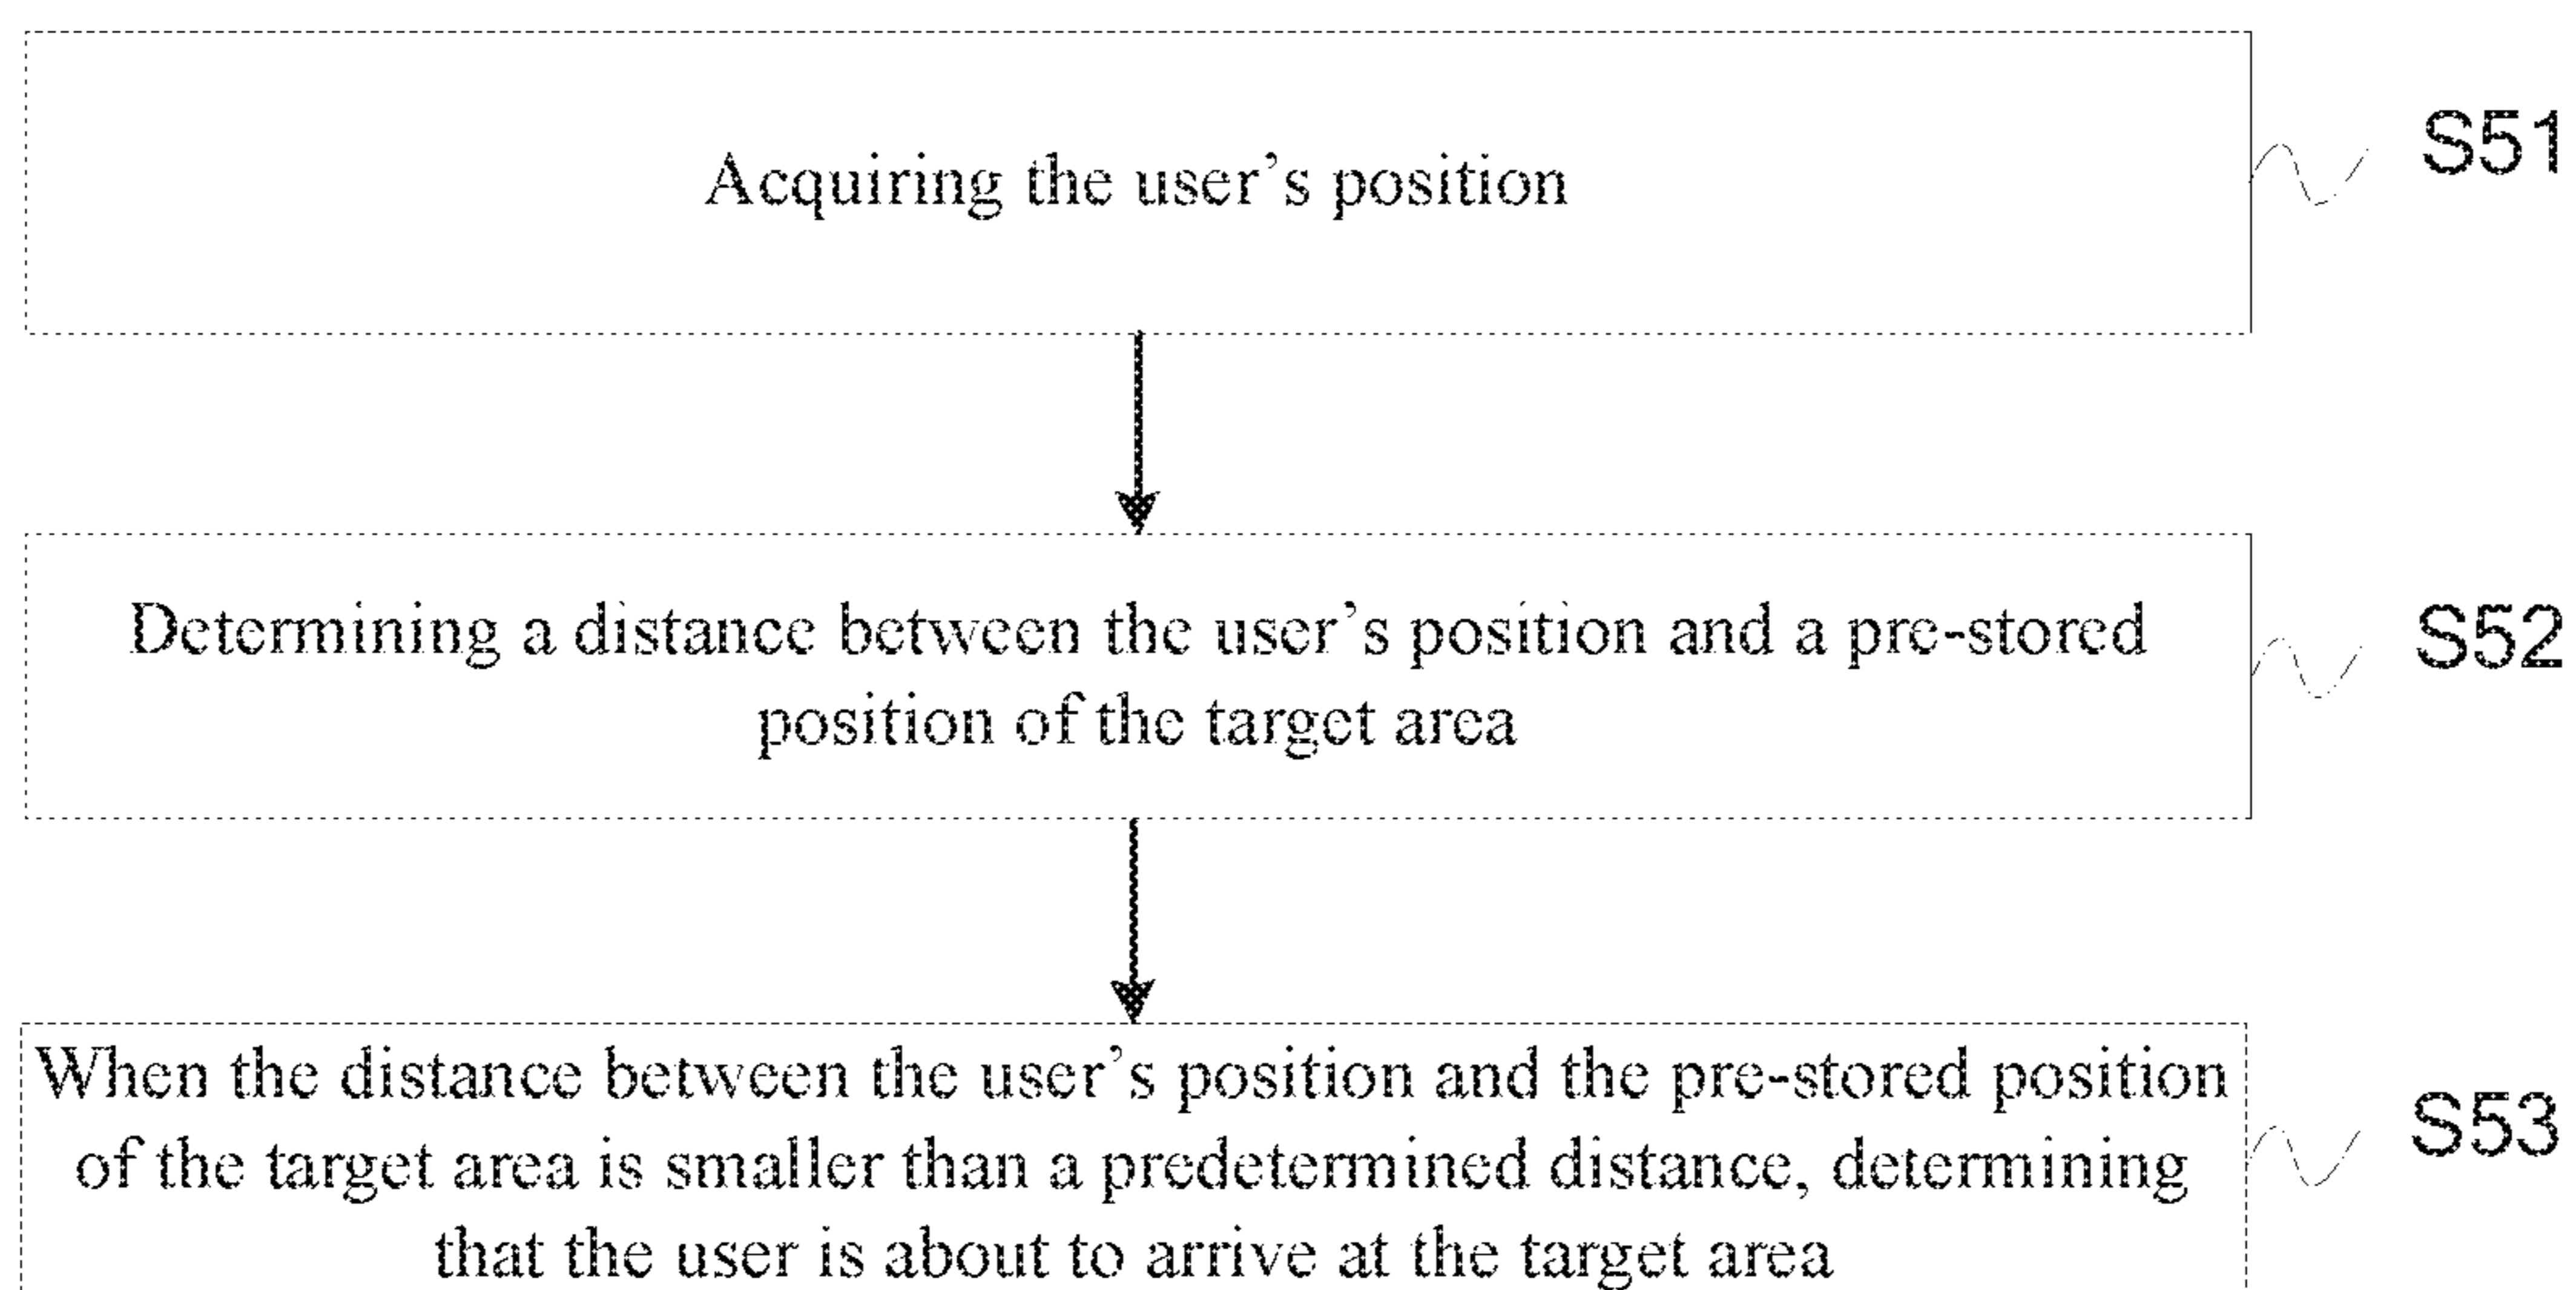 Acquiring the user’s position
S51
Determining a distance between the user’s position and a pre-stored
position of the target area
S52
When the distance between the user’s position and the pre-stored position
of the target area is smaller than a predetermined distance, determining
that the user is about to arrive at the target area
S53